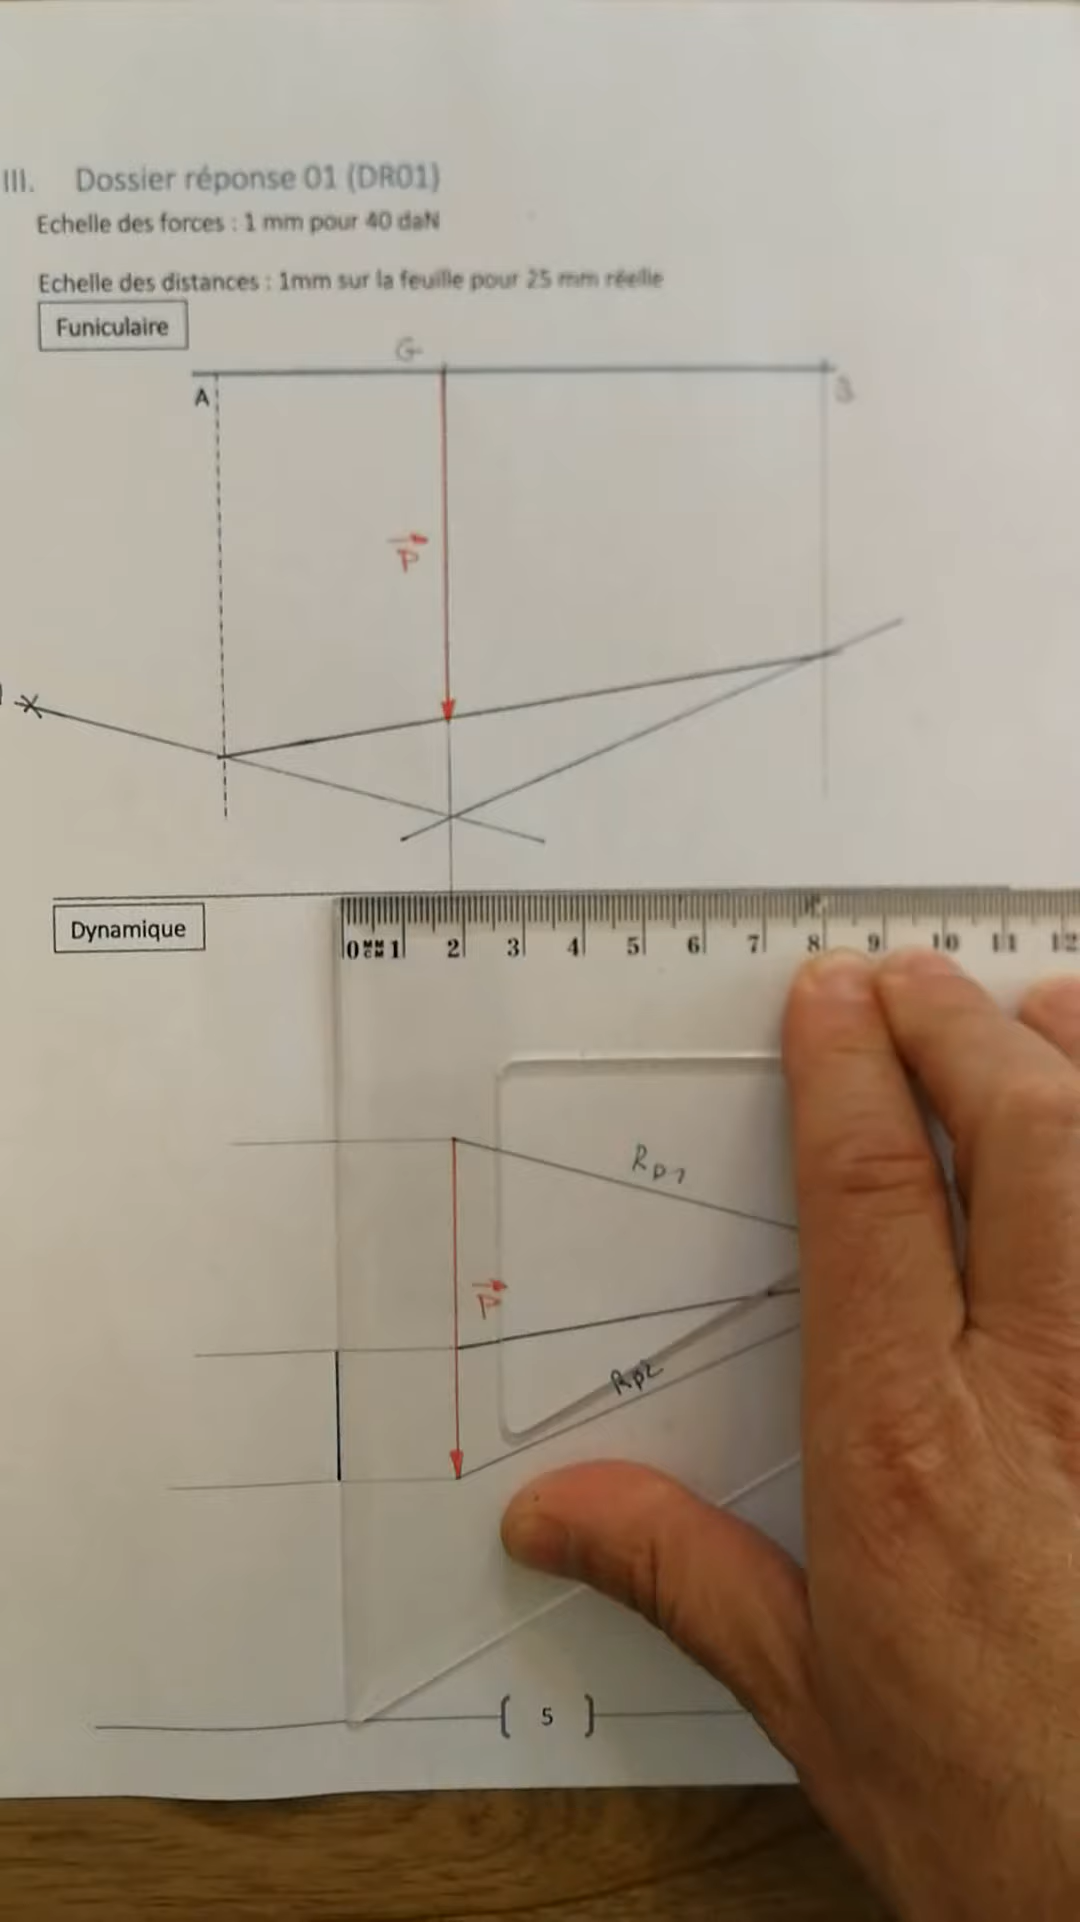 III. Dossier réponse 01 (DR01)
Echelle des forces : 1 mm pour 40 daN
Echelle des distances : 1mm sur la feuille pour 25 mm réelle
Funiculaire
G
A
B
P
Dynamique
0 MM CM 1 2 3 4 5 6 7 8 9 10 11 12
RP1
P
RP2
5